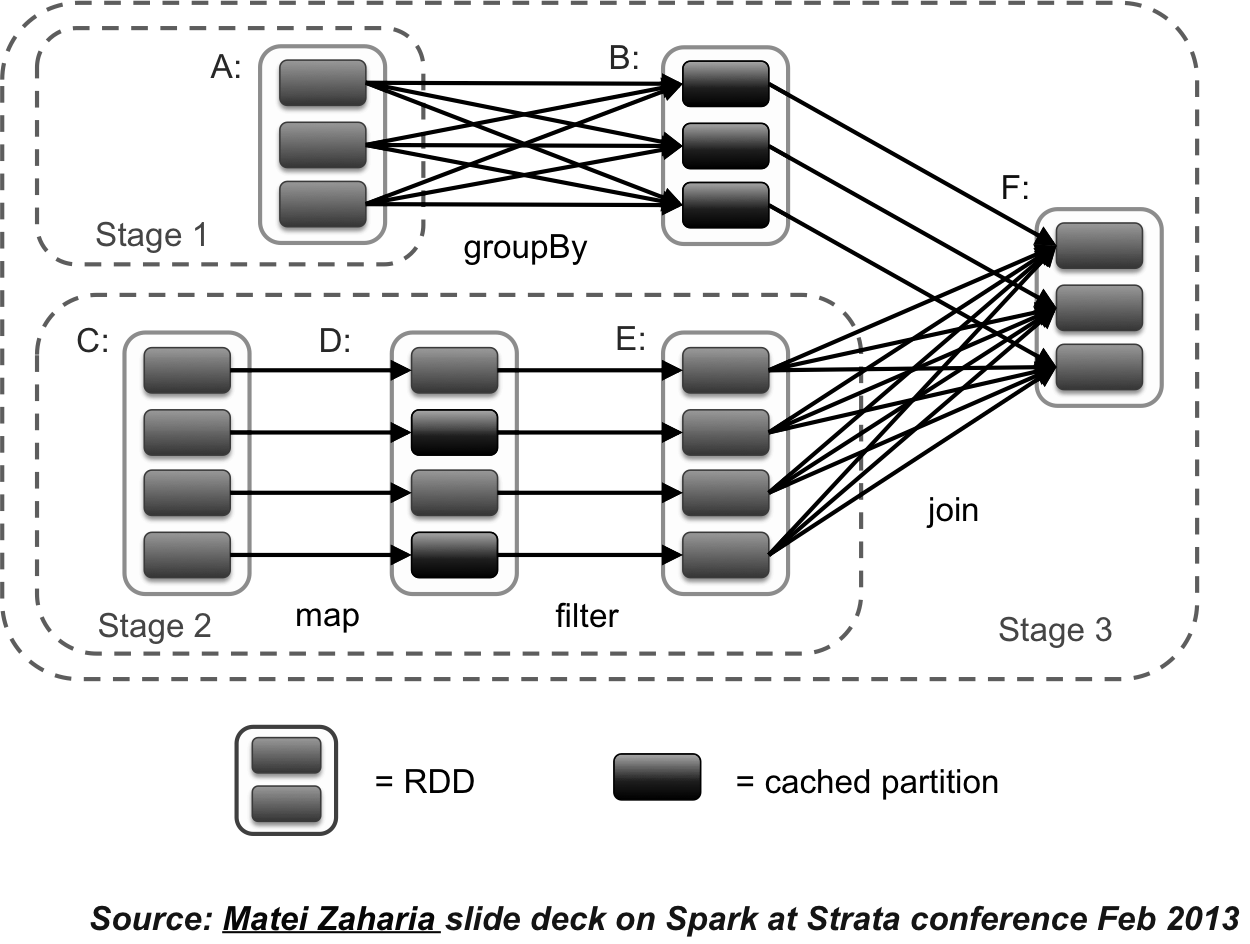 A:
B:
F:
Stage 1
groupBy
C:
D:
E:
join
Stage 2
map
filter
Stage 3
= RDD
= cached partition
Source: Matei Zaharia slide deck on Spark at Strata conference Feb 2013